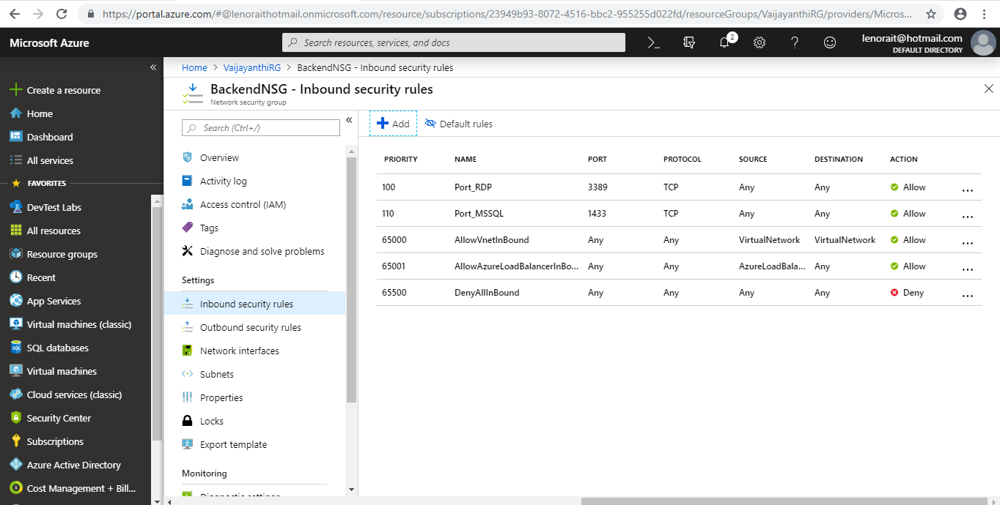 https://portal.azure.com/#@lenoraithotmail.onmicrosoft.com/resource/subscriptions/23949b93-8072-4516-bbc2-955255d022fd/resourceGroups/VaijayanthiRG/providers/Micros...
Microsoft Azure
Search resources, services, and docs
2
lenorait@hotmail.com
DEFAULT DIRECTORY
Home > VaijayanthiRG > BackendNSG - Inbound security rules
BackendNSG - Inbound security rules
Network security group
Create a resource
Home
Dashboard
All services
FAVORITES
DevTest Labs
All resources
Resource groups
Recent
App Services
Virtual machines (classic)
SQL databases
Virtual machines
Cloud services (classic)
Security Center
Subscriptions
Azure Active Directory
Cost Management + Bill...
Search (Ctrl+/)
Overview
Activity log
Access control (IAM)
Tags
Diagnose and solve problems
Settings
Inbound security rules
Outbound security rules
Network interfaces
Subnets
Properties
Locks
Export template
Monitoring
Diagnostic settings
Add Default rules
PRIORITY NAME PORT PROTOCOL SOURCE DESTINATION ACTION
100 Port_RDP 3389 TCP Any Any Allow ...
110 Port_MSSQL 1433 TCP Any Any Allow ...
65000 AllowVnetInBound Any Any VirtualNetwork VirtualNetwork Allow ...
65001 AllowAzureLoadBalancerInBo... Any Any AzureLoadBala... Any Allow ...
65500 DenyAllInBound Any Any Any Any Deny ...